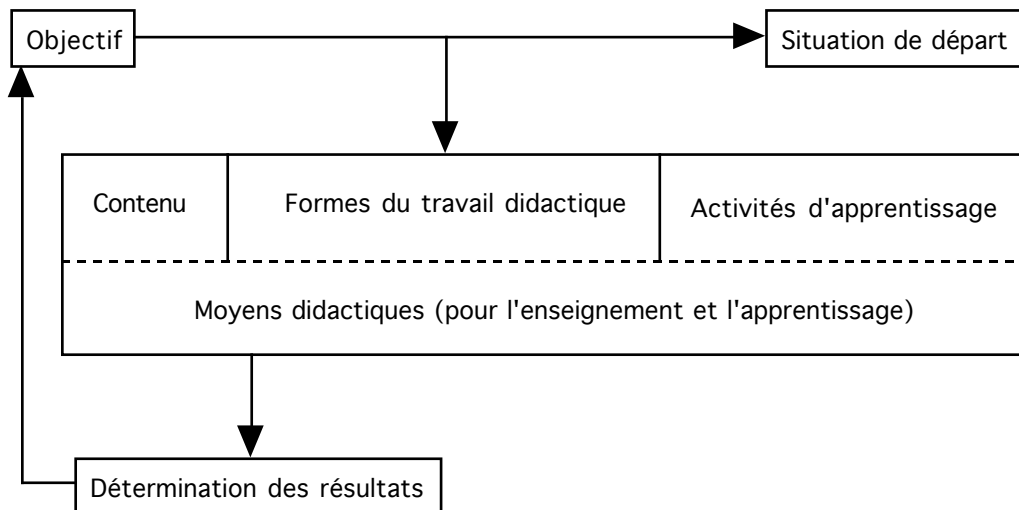 Objectif
Situation de départ
Contenu
Formes du travail didactique
Activités d'apprentissage
Moyens didactiques (pour l'enseignement et l'apprentissage)
Détermination des résultats